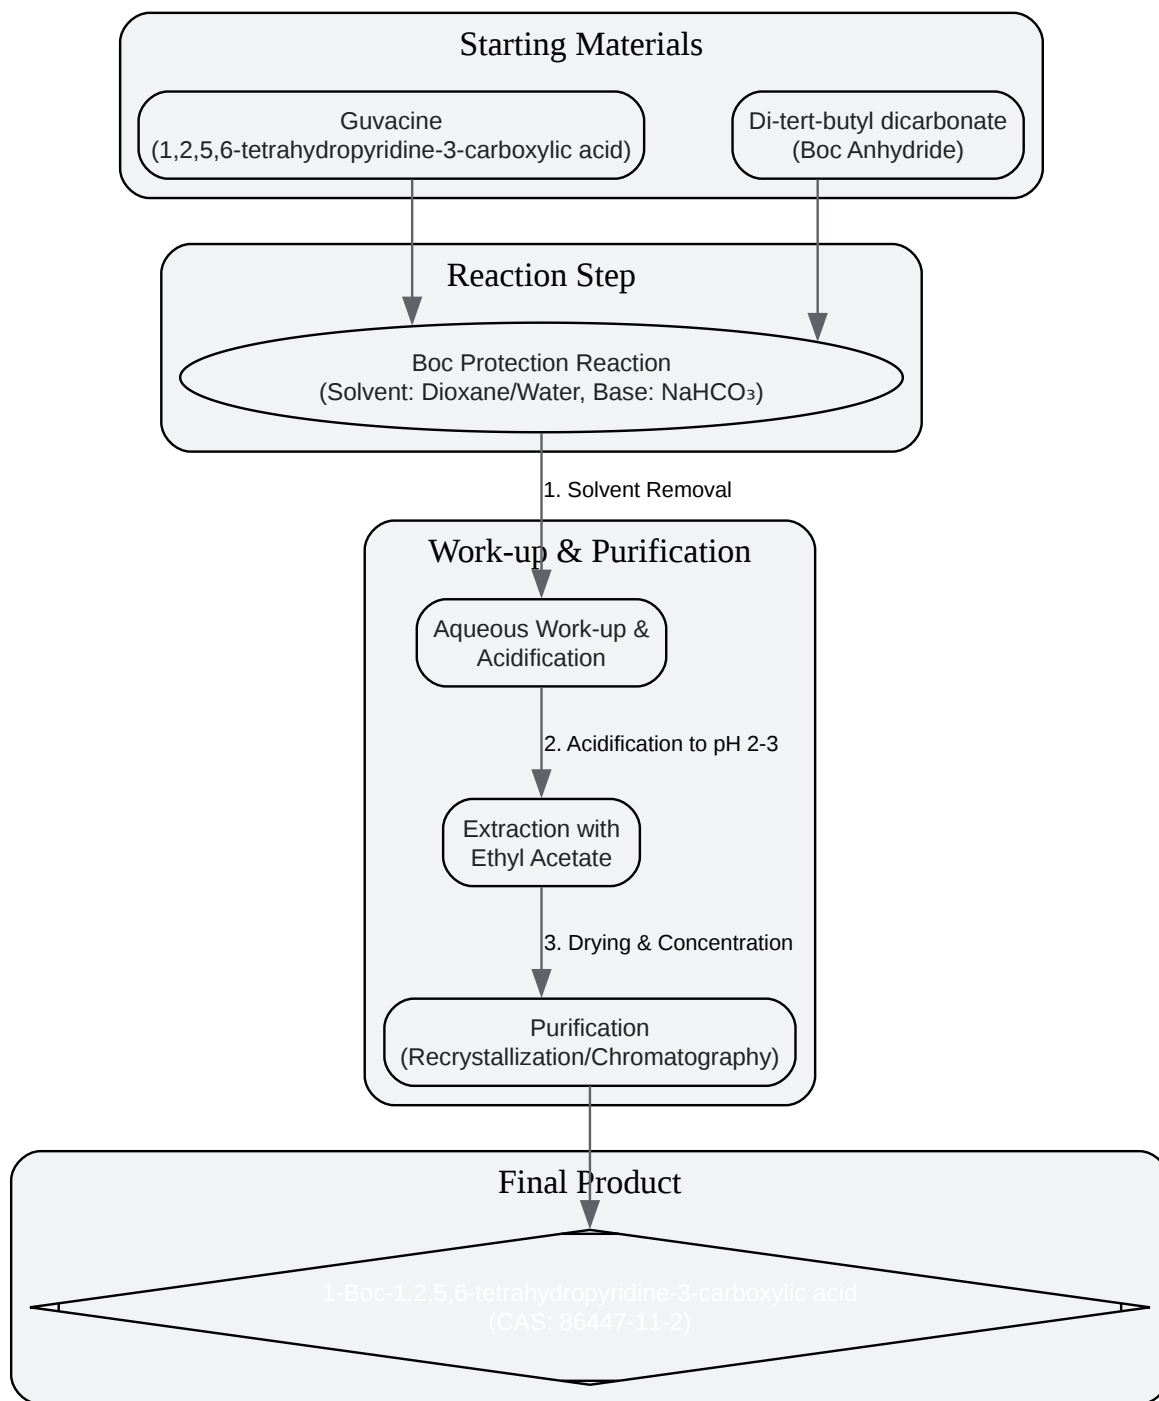 Starting Materials
Guvacine
(1,2,5,6-tetrahydropyridine-3-carboxylic acid)
Di-tert-butyl dicarbonate
(Boc Anhydride)
Reaction Step
Boc Protection Reaction
(Solvent: Dioxane/Water, Base: NaHCO₃)
1. Solvent Removal
Work-up & Purification
Aqueous Work-up &
Acidification
2. Acidification to pH 2-3
Extraction with
Ethyl Acetate
3. Drying & Concentration
Purification
(Recrystallization/Chromatography)
Final Product
1-Boc-1,2,5,6-tetrahydropyridine-3-carboxylic acid
(CAS: 86447-11-2)